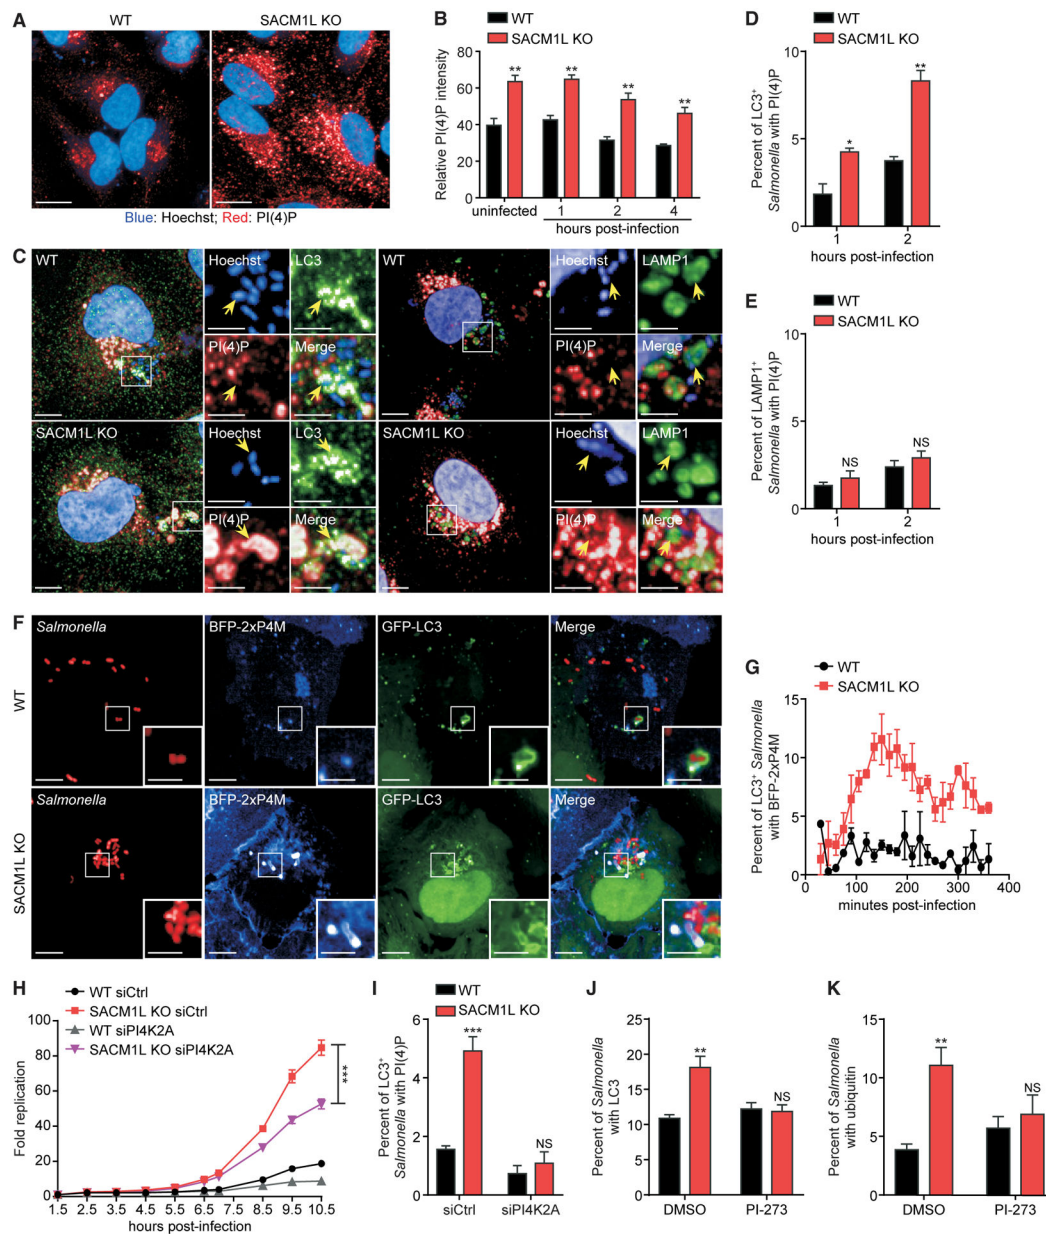 A
WT
SACM1L KO
Blue: Hoechst; Red: PI(4)P
B
WT
SACM1L KO
Relative PI(4)P intensity
80
60
40
20
0
**
**
**
**
uninfected
1
2
4
hours post-infection
D
WT
SACM1L KO
Percent of LC3+
Salmonella with PI(4)P
10
5
0
*
**
1
2
hours post-infection
C
WT
Hoechst
LC3
PI(4)P
Merge
WT
Hoechst
LAMP1
PI(4)P
Merge
SACM1L KO
Hoechst
LC3
PI(4)P
Merge
SACM1L KO
Hoechst
LAMP1
PI(4)P
Merge
E
WT
SACM1L KO
Percent of LAMP1+
Salmonella with PI(4)P
10
5
0
NS
NS
1
2
hours post-infection
F
Salmonella
BFP-2xP4M
GFP-LC3
Merge
WT
SACM1L KO
G
WT
SACM1L KO
Percent of LC3+ Salmonella
with BFP-2xP4M
15
10
5
0
0
100
200
300
400
minutes post-infection
H
WT siCtrl
SACM1L KO siCtrl
WT siPI4K2A
SACM1L KO siPI4K2A
Fold replication
100
80
60
40
20
0
***
1.5
2.5
3.5
4.5
5.5
6.5
7.5
8.5
9.5
10.5
hours post-infection
I
WT
SACM1L KO
Percent of LC3+
Salmonella with PI(4)P
6
4
2
0
***
NS
siCtrl
siPI4K2A
J
WT
SACM1L KO
Percent of Salmonella
with LC3
25
20
15
10
5
0
**
NS
DMSO
PI-273
K
WT
SACM1L KO
Percent of Salmonella
with ubiquitin
15
10
5
0
**
NS
DMSO
PI-273